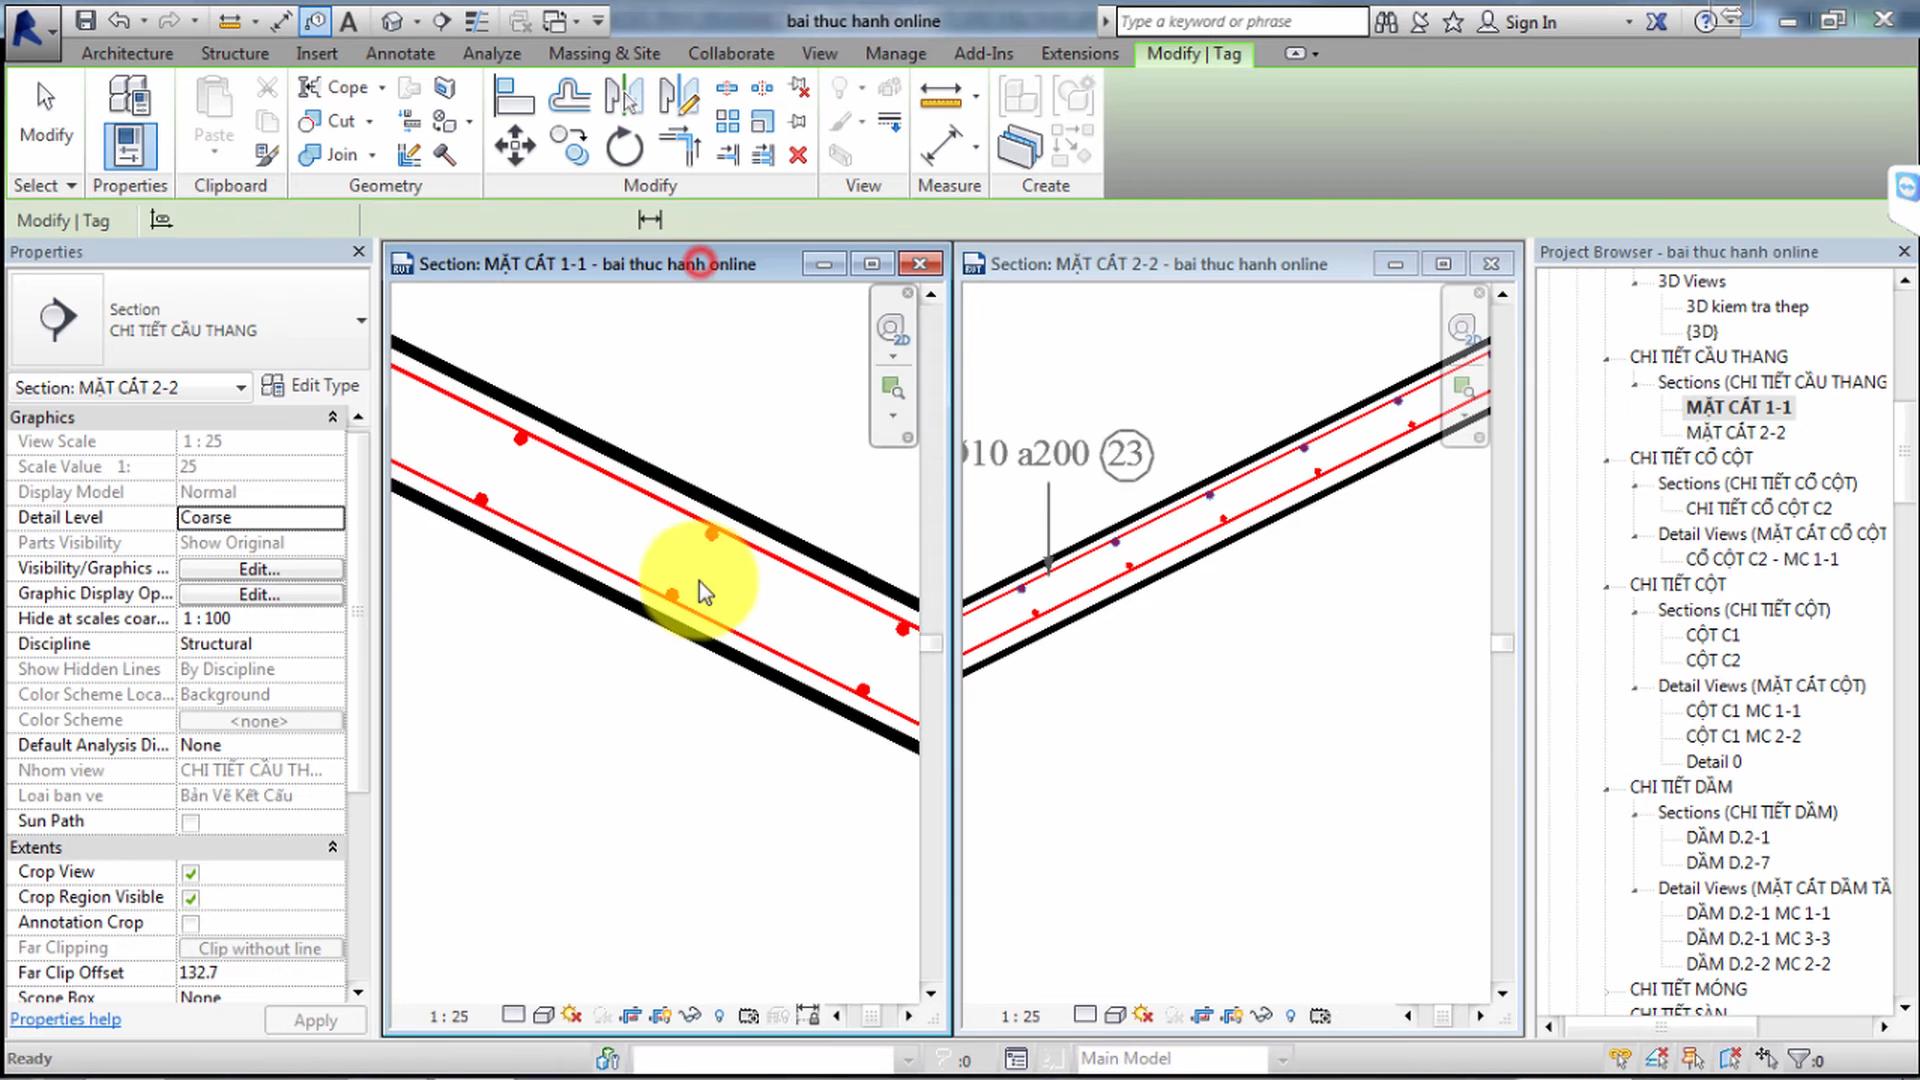 bai thuc hanh online
Type a keyword or phrase
Sign In
Architecture Structure Insert Annotate Analyze Massing & Site Collaborate View Manage Add-Ins Extensions Modify | Tag
Modify
Paste
Cope
Cut
Join
Select Properties Clipboard Geometry Modify View Measure Create
Modify | Tag
Properties
Section
CHI TIẾT CẦU THANG
Section: MẶT CẮT 2-2
Edit Type
Graphics
View Scale 1 : 25
Scale Value 1: 25
Display Model Normal
Detail Level Coarse
Parts Visibility Show Original
Visibility/Graphics ... Edit...
Graphic Display Op... Edit...
Hide at scales coar... 1 : 100
Discipline Structural
Show Hidden Lines By Discipline
Color Scheme Loca... Background
Color Scheme <none>
Default Analysis Di... None
Nhom view CHI TIẾT CẦU TH...
Loai ban ve Bản Vẽ Kết Cấu
Sun Path
Extents
Crop View
Crop Region Visible
Annotation Crop
Far Clipping Clip without line
Far Clip Offset 132.7
Scope Box None
Properties help
Apply
Section: MẶT CẮT 1-1 - bai thuc hanh online
2D
1 : 25
Section: MẶT CẮT 2-2 - bai thuc hanh online
2D
10 a200 23
1 : 25
Project Browser - bai thuc hanh online
3D Views
3D kiem tra thep
{3D}
CHI TIẾT CẦU THANG
Sections (CHI TIẾT CẦU THANG
MẶT CẮT 1-1
MẶT CẮT 2-2
CHI TIẾT CỔ CỘT
Sections (CHI TIẾT CỔ CỘT)
CHI TIẾT CỔ CỘT C2
Detail Views (MẶT CẮT CỔ CỘT
CỔ CỘT C2 - MC 1-1
CHI TIẾT CỘT
Sections (CHI TIẾT CỘT)
CỘT C1
CỘT C2
Detail Views (MẶT CẮT CỘT)
CỘT C1 MC 1-1
CỘT C1 MC 2-2
Detail 0
CHI TIẾT DẦM
Sections (CHI TIẾT DẦM)
DẦM D.2-1
DẦM D.2-7
Detail Views (MẶT CẮT DẦM TẦ
DẦM D.2-1 MC 1-1
DẦM D.2-1 MC 3-3
DẦM D.2-2 MC 2-2
CHI TIẾT MÓNG
CHI TIẾT SÀN
Ready
:0
Main Model
:0